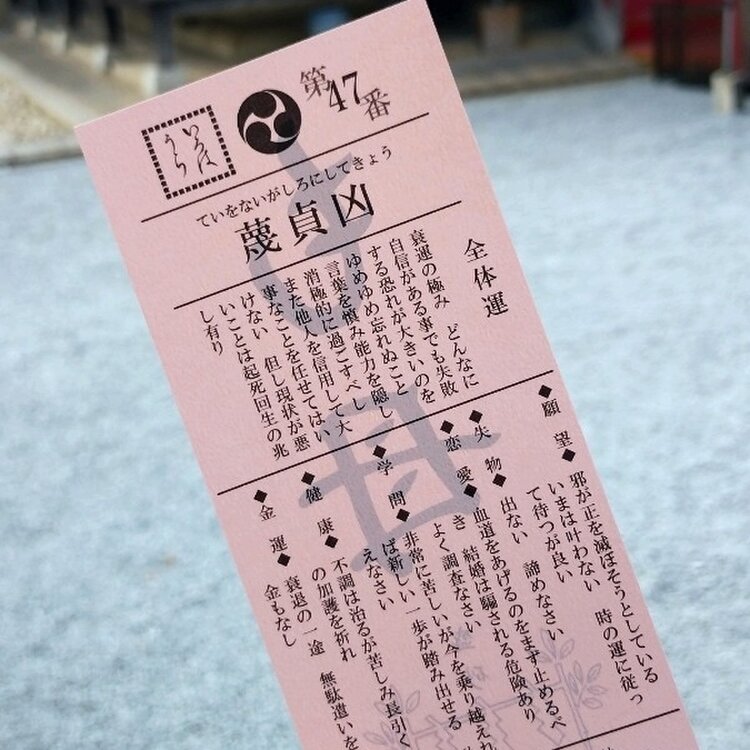 第47番
いろは
うら
ていをないがしろにしてきょう
蔑貞凶
全体運
衰運の極み どんなに
自信がある事でも失敗
する恐れが大きいのを
ゆめゆめ忘れぬこと
言葉を慎み能力を隠し
消極的に過ごすべし
また他人を信用して大
事なことを任せてはい
けない 但し現状が悪
いことは起死回生の兆
し有り
◆願望◆邪が正を滅ぼそうとしている
いまは叶わない 時の運に従っ
て待つが良い
◆失物◆出ない 諦めなさい
◆恋愛◆血道をあげるのをまず止めるべ
き 結婚は騙される危険あり
よく調査なさい
◆学問◆非常に苦しいが今を乗り越えれ
ば新しい一歩が踏み出せる
えなさい
◆健康◆不調は治るが苦しみ長引く
の加護を祈れ
◆金運◆衰退の一途 無駄遣いを
金もなし